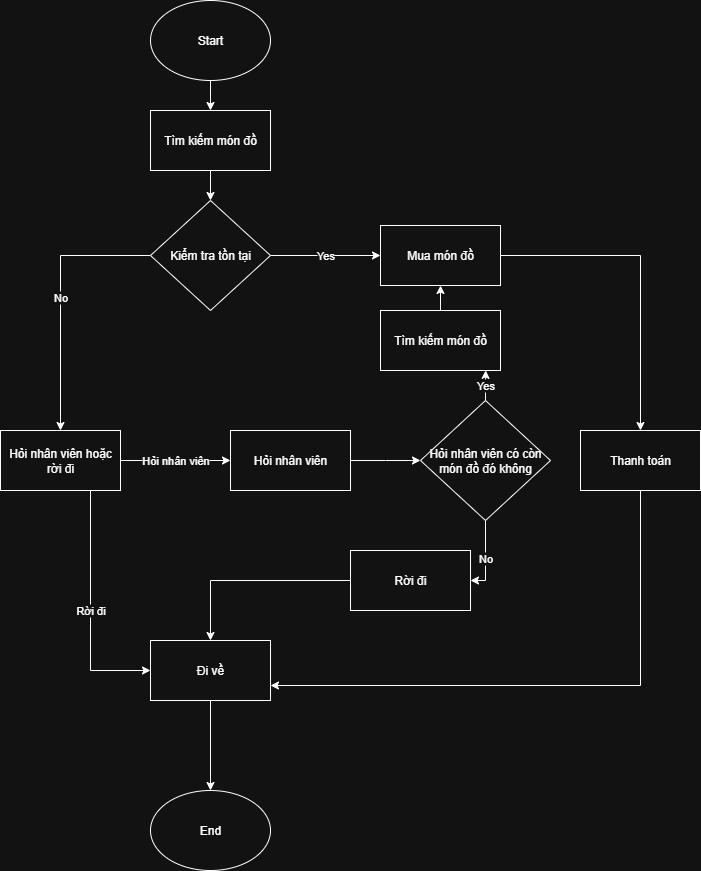 Start
Tìm kiếm món đồ
Kiểm tra tồn tại
Yes
Mua món đồ
No
Tìm kiếm món đồ
Yes
Hỏi nhân viên hoặc
rời đi
Hỏi nhân viên
Hỏi nhân viên
Hỏi nhân viên có còn
món đồ đó không
Thanh toán
No
Rời đi
Rời đi
Đi về
End